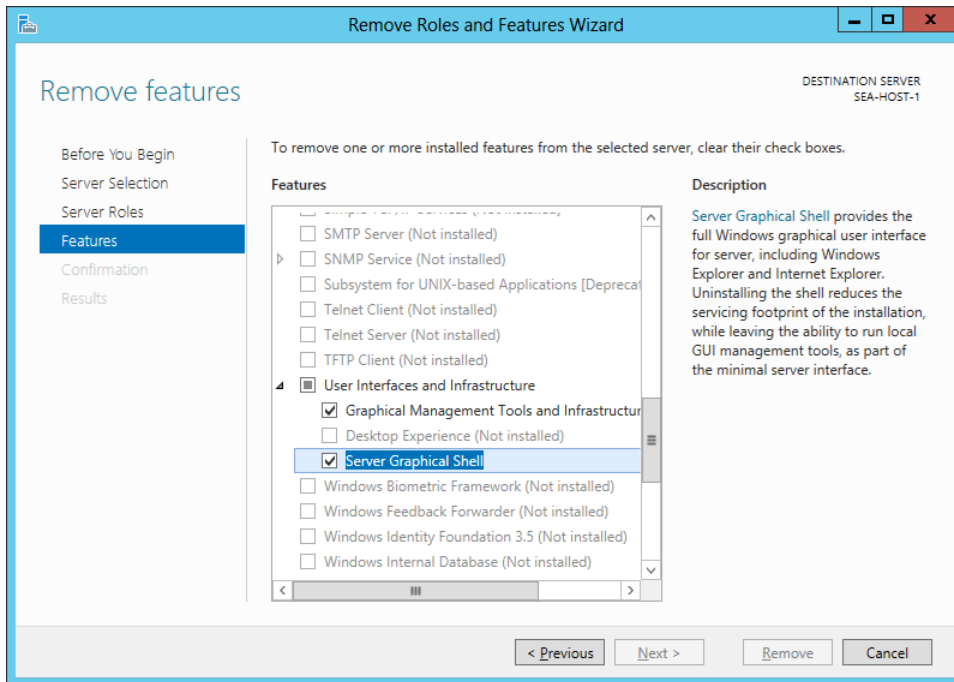 Remove Roles and Features Wizard
Remove features
DESTINATION SERVER
SEA-HOST-1
Before You Begin
Server Selection
Server Roles
Features
Confirmation
Results
To remove one or more installed features from the selected server, clear their check boxes.
Features
SMTP Server (Not installed)
SNMP Service (Not installed)
Subsystem for UNIX-based Applications [Deprecat
Telnet Client (Not installed)
Telnet Server (Not installed)
TFTP Client (Not installed)
User Interfaces and Infrastructure
Graphical Management Tools and Infrastructur
Desktop Experience (Not installed)
Server Graphical Shell
Windows Biometric Framework (Not installed)
Windows Feedback Forwarder (Not installed)
Windows Identity Foundation 3.5 (Not installed)
Windows Internal Database (Not installed)
Description
Server Graphical Shell provides the
full Windows graphical user interface
for server, including Windows
Explorer and Internet Explorer.
Uninstalling the shell reduces the
servicing footprint of the installation,
while leaving the ability to run local
GUI management tools, as part of
the minimal server interface.
< Previous
Next >
Remove
Cancel